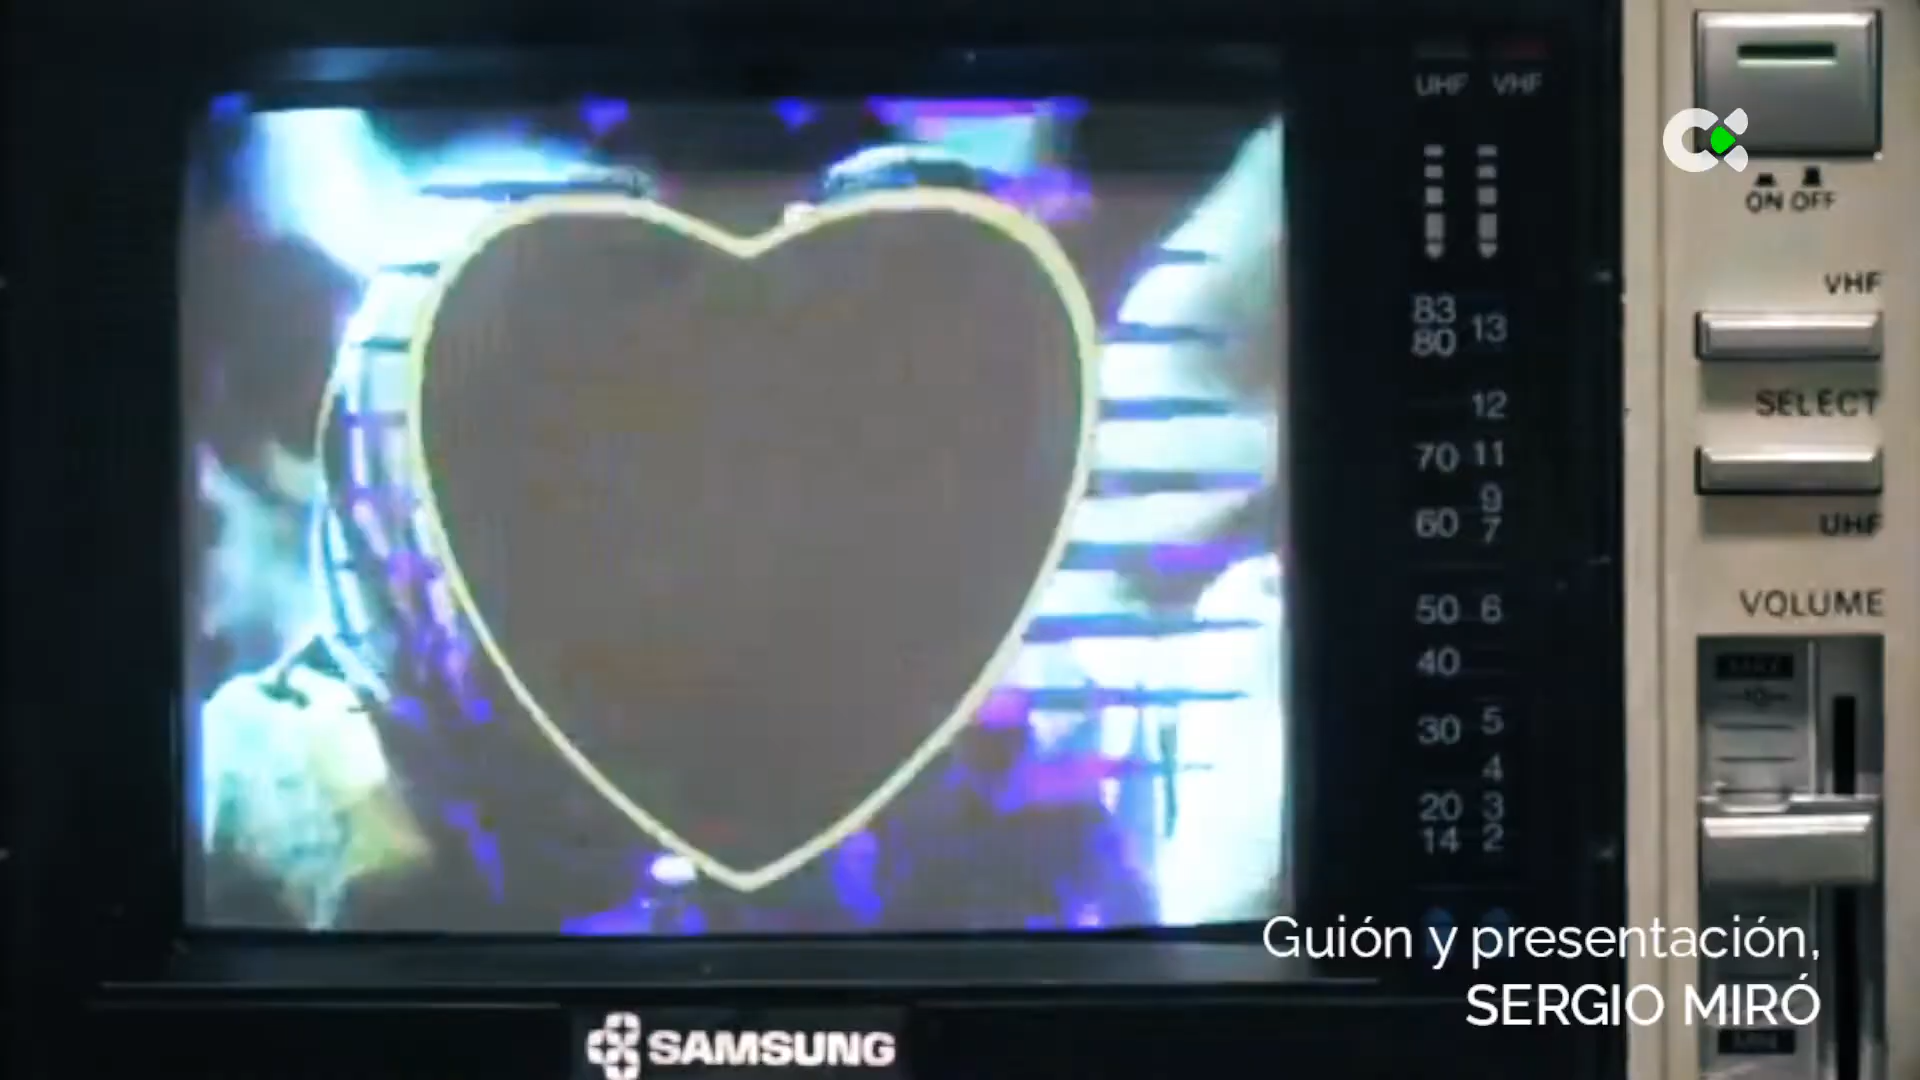 UHF VHF
ON OFF
VHF
83
80 13
12
SELECT
70 11
9
60 7
UHF
50 6
VOLUME
40
30 5
4
20 3
14 2
Guión y presentación,
SERGIO MIRÓ
SAMSUNG
MIN